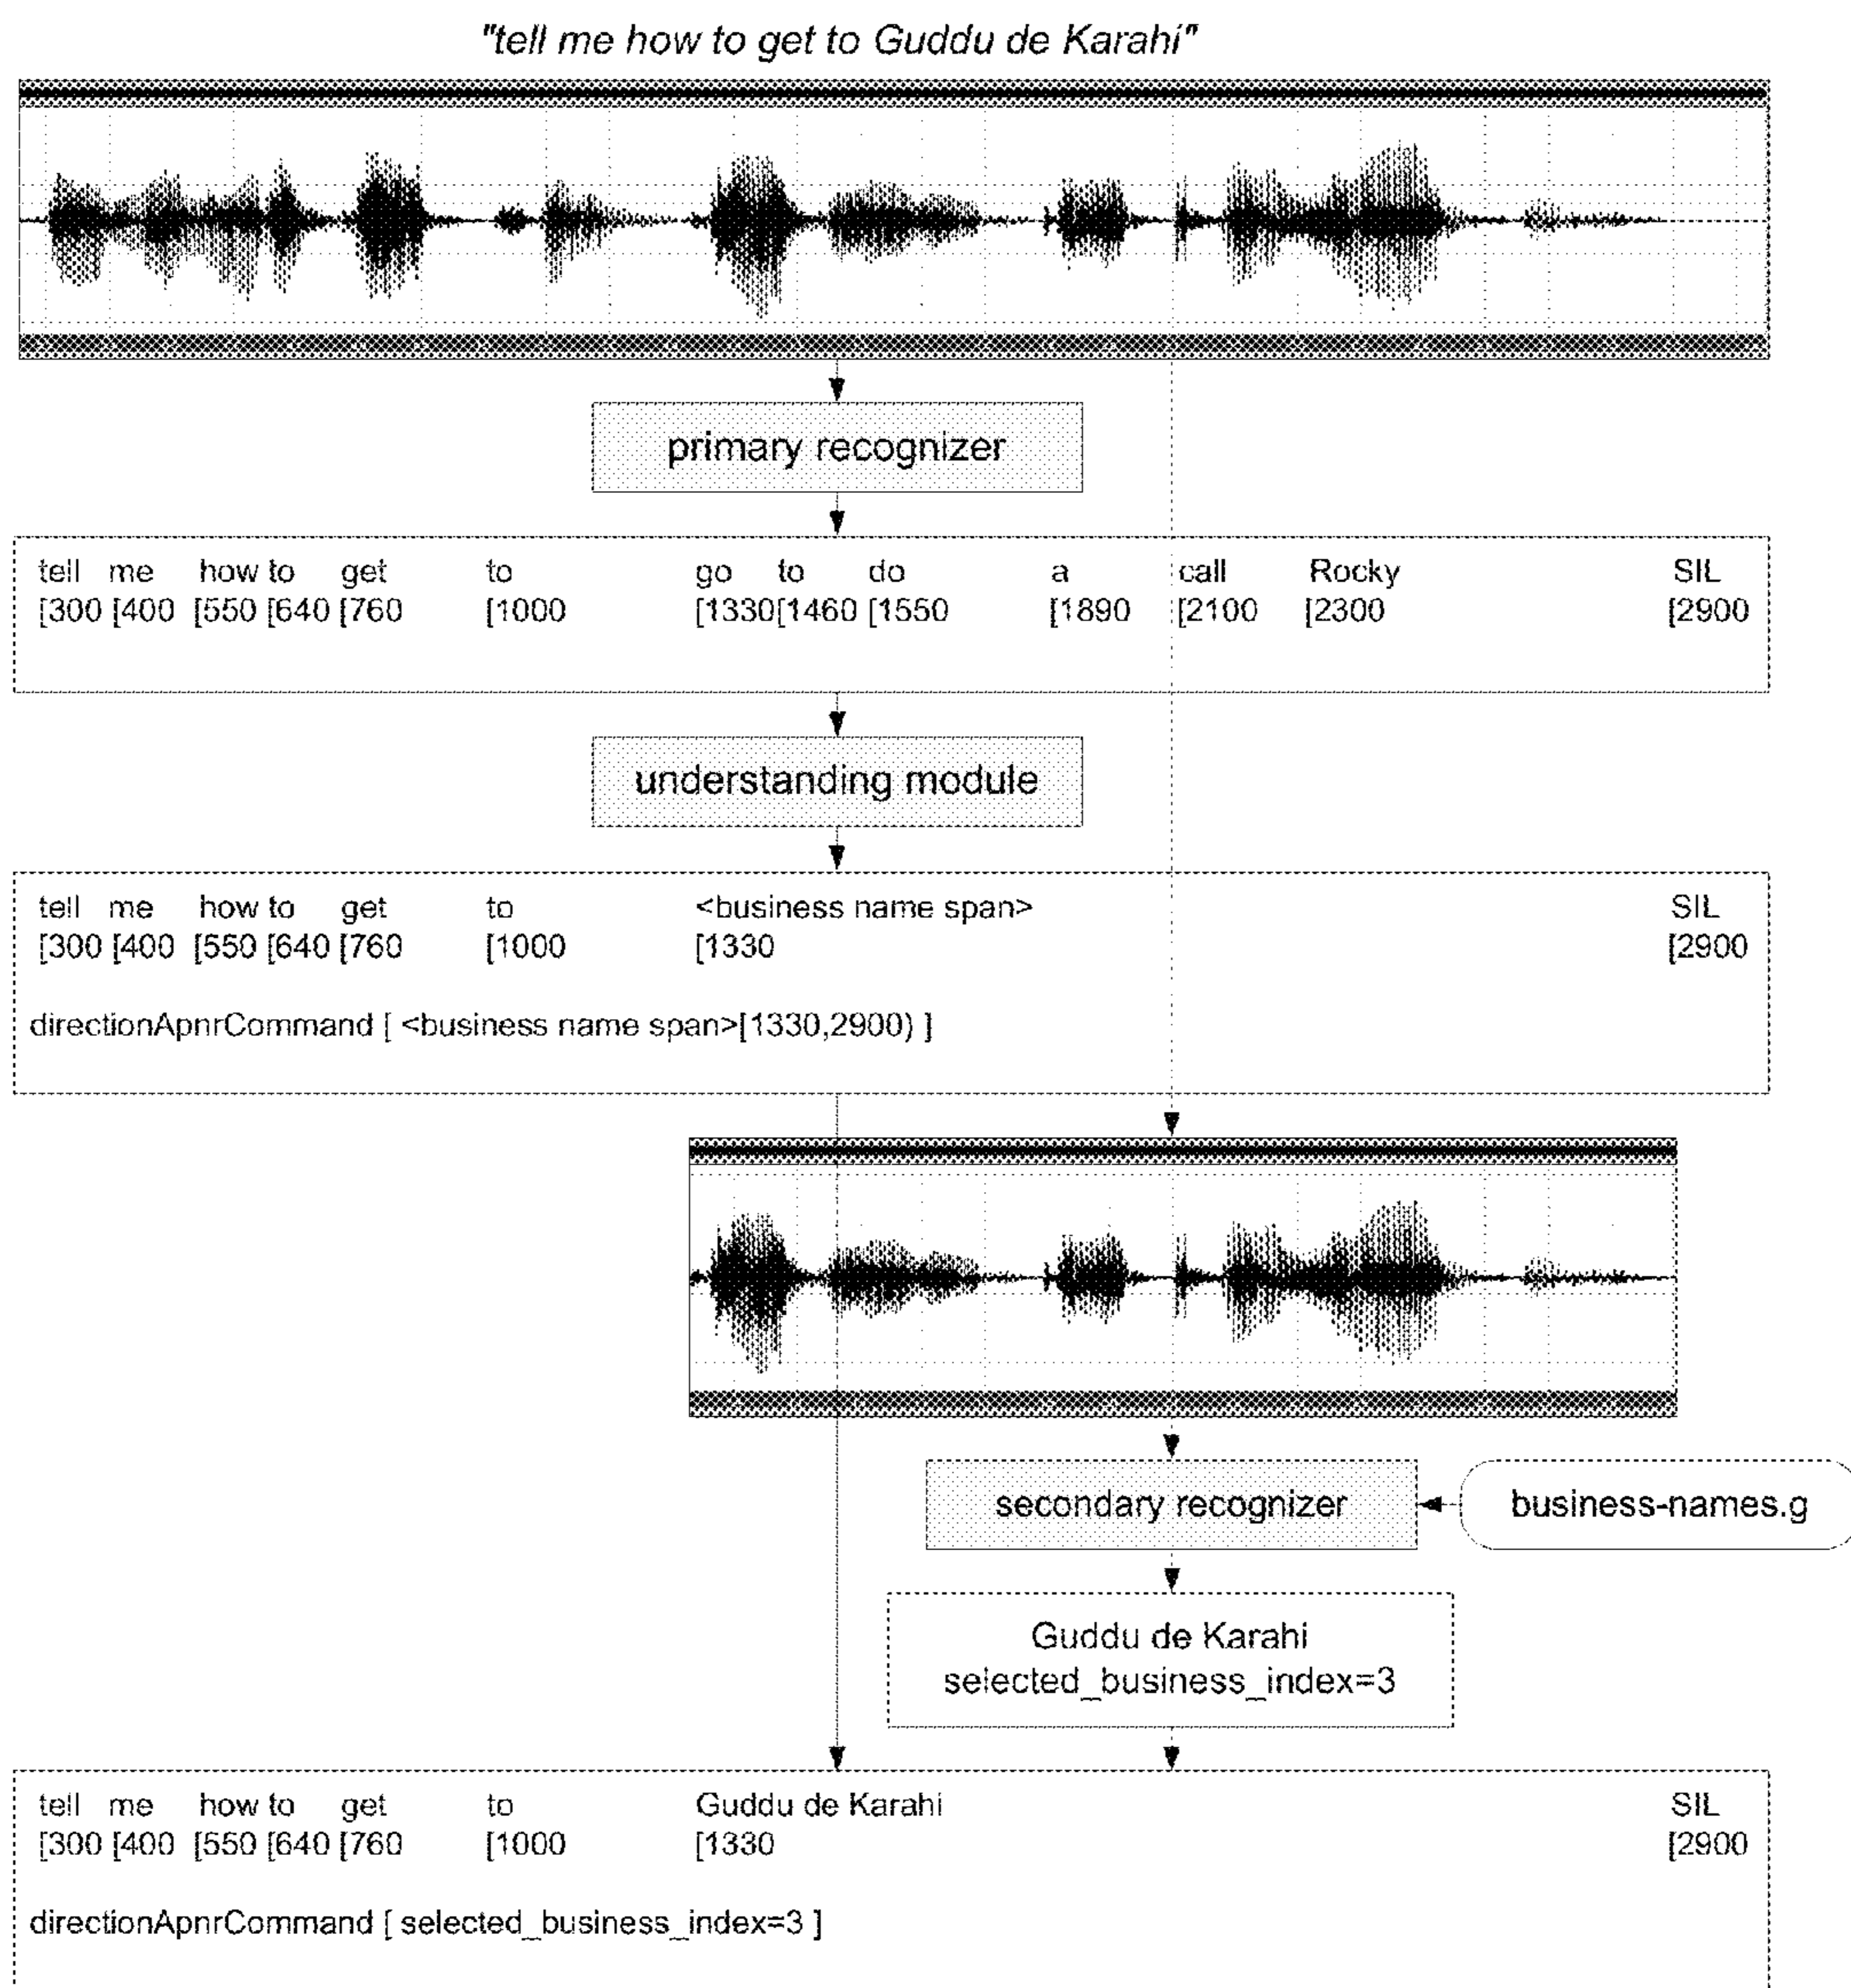 "tell me how to get to Guddu de Karahi"
primary recognizer
tell me how to get to go to do a call Rocky SIL
[300 [400 [550 [640 [760 [1000 [1330[1460 [1550 [1890 [2100 [2300 [2900
understanding module
tell me how to get to <business name span> SIL
[300 [400 [550 [640 [760 [1000 [1330 [2900
directionApnrCommand [ <business name span>[1330,2900) ]
secondary recognizer
business-names.g
Guddu de Karahi
selected_business_index=3
tell me how to get to Guddu de Karahi SIL
[300 [400 [550 [640 [760 [1000 [1330 [2900
directionApnrCommand [ selected_business_index=3 ]